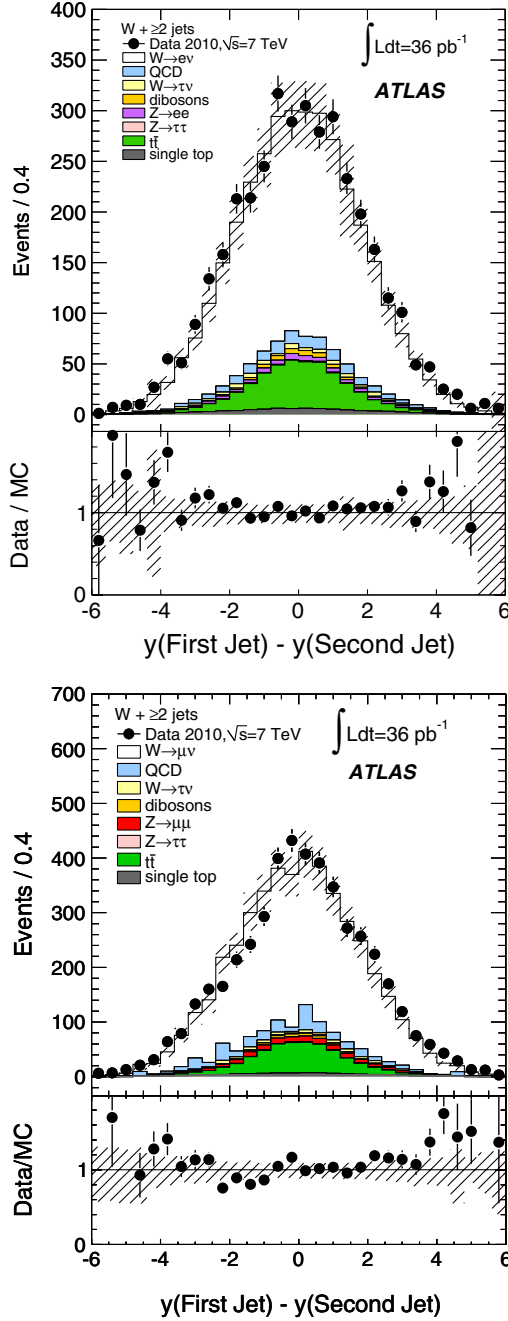 400
350
300
250
200
150
100
50
0
Events / 0.4
W + ≥2 jets
Data 2010,√s=7 TeV
W→eν
QCD
W→τν
dibosons
Z→ee
Z→ττ
tt̄
single top
∫Ldt=36 pb⁻¹
ATLAS
Data / MC
1
0
-6 -4 -2 0 2 4 6
y(First Jet) - y(Second Jet)
700
600
500
400
300
200
100
0
Events / 0.4
W + ≥2 jets
Data 2010,√s=7 TeV
W→μν
QCD
W→τν
dibosons
Z→μμ
Z→ττ
tt̄
single top
∫Ldt=36 pb⁻¹
ATLAS
Data/MC
1
0
-6 -4 -2 0 2 4 6
y(First Jet) - y(Second Jet)